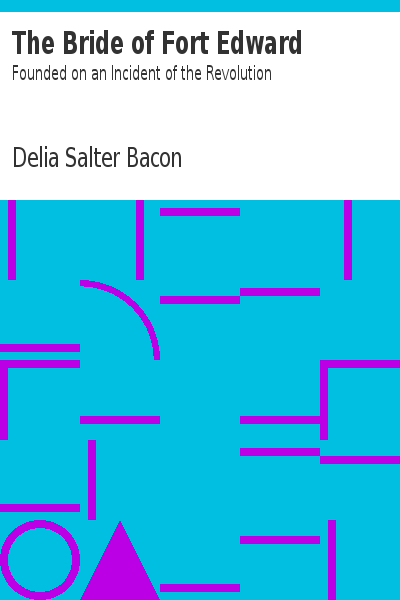 The Bride of Fort Edward
Founded on an Incident of the Revolution
Delia Salter Bacon